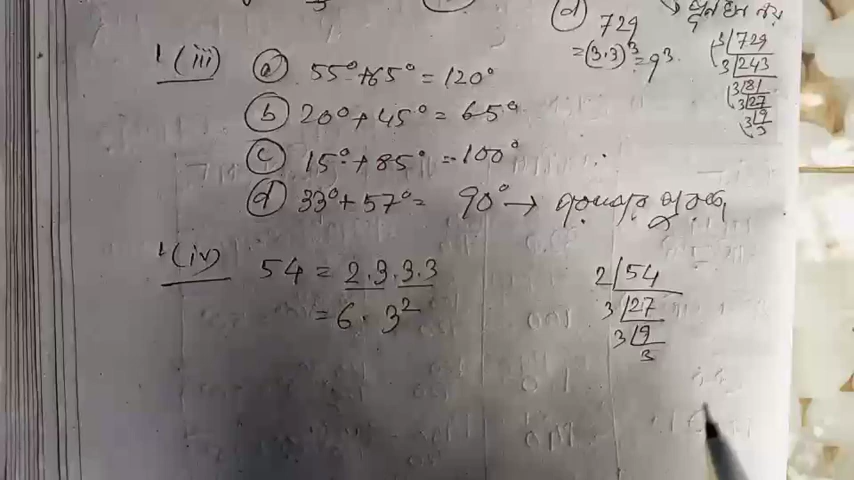 (d) 729
= (3.3)³ = 9³
3 | 729
3 | 243
3 | 81
3 | 27
3 | 9
3
1(iii) (a) 55° + 65° = 120°
(b) 20° + 45° = 65°
(c) 15° + 85° = 100°
(d) 33° + 57° = 90° →
1(iv) 54 = 2.3.3.3
= 6 . 3²
2 | 54
3 | 27
3 | 9
3